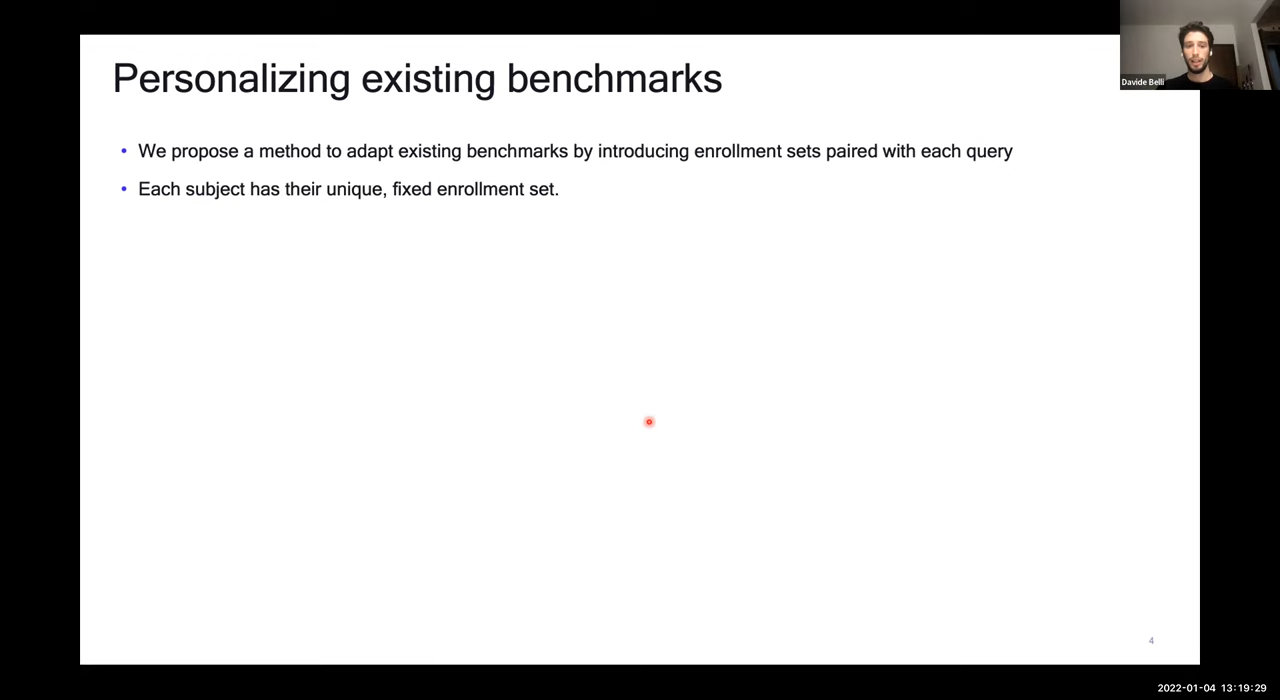 Personalizing existing benchmarks
Davide Belli
• We propose a method to adapt existing benchmarks by introducing enrollment sets paired with each query
• Each subject has their unique, fixed enrollment set.
4
2022-01-04 13:19:29